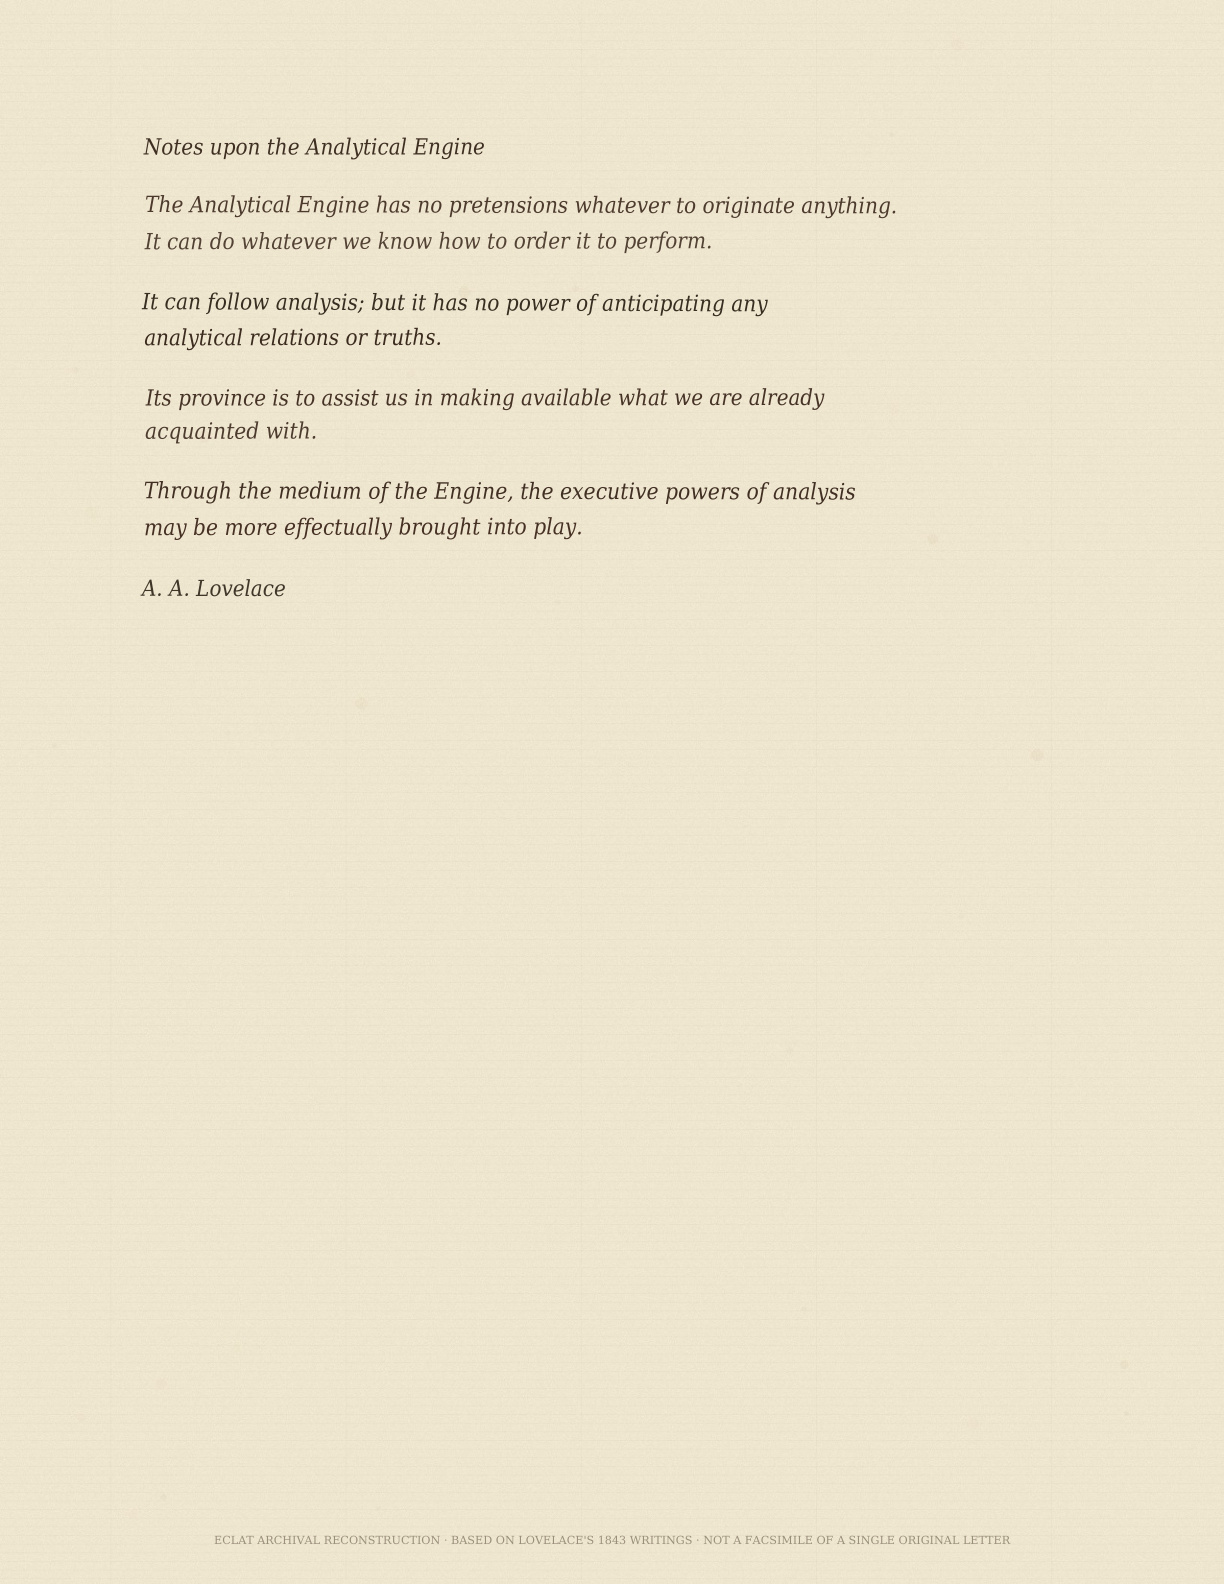 Notes upon the Analytical Engine
The Analytical Engine has no pretensions whatever to originate anything.
It can do whatever we know how to order it to perform.
It can follow analysis; but it has no power of anticipating any
analytical relations or truths.
Its province is to assist us in making available what we are already
acquainted with.
Through the medium of the Engine, the executive powers of analysis
may be more effectually brought into play.
A. A. Lovelace
ECLAT ARCHIVAL RECONSTRUCTION · BASED ON LOVELACE'S 1843 WRITINGS · NOT A FACSIMILE OF A SINGLE ORIGINAL LETTER